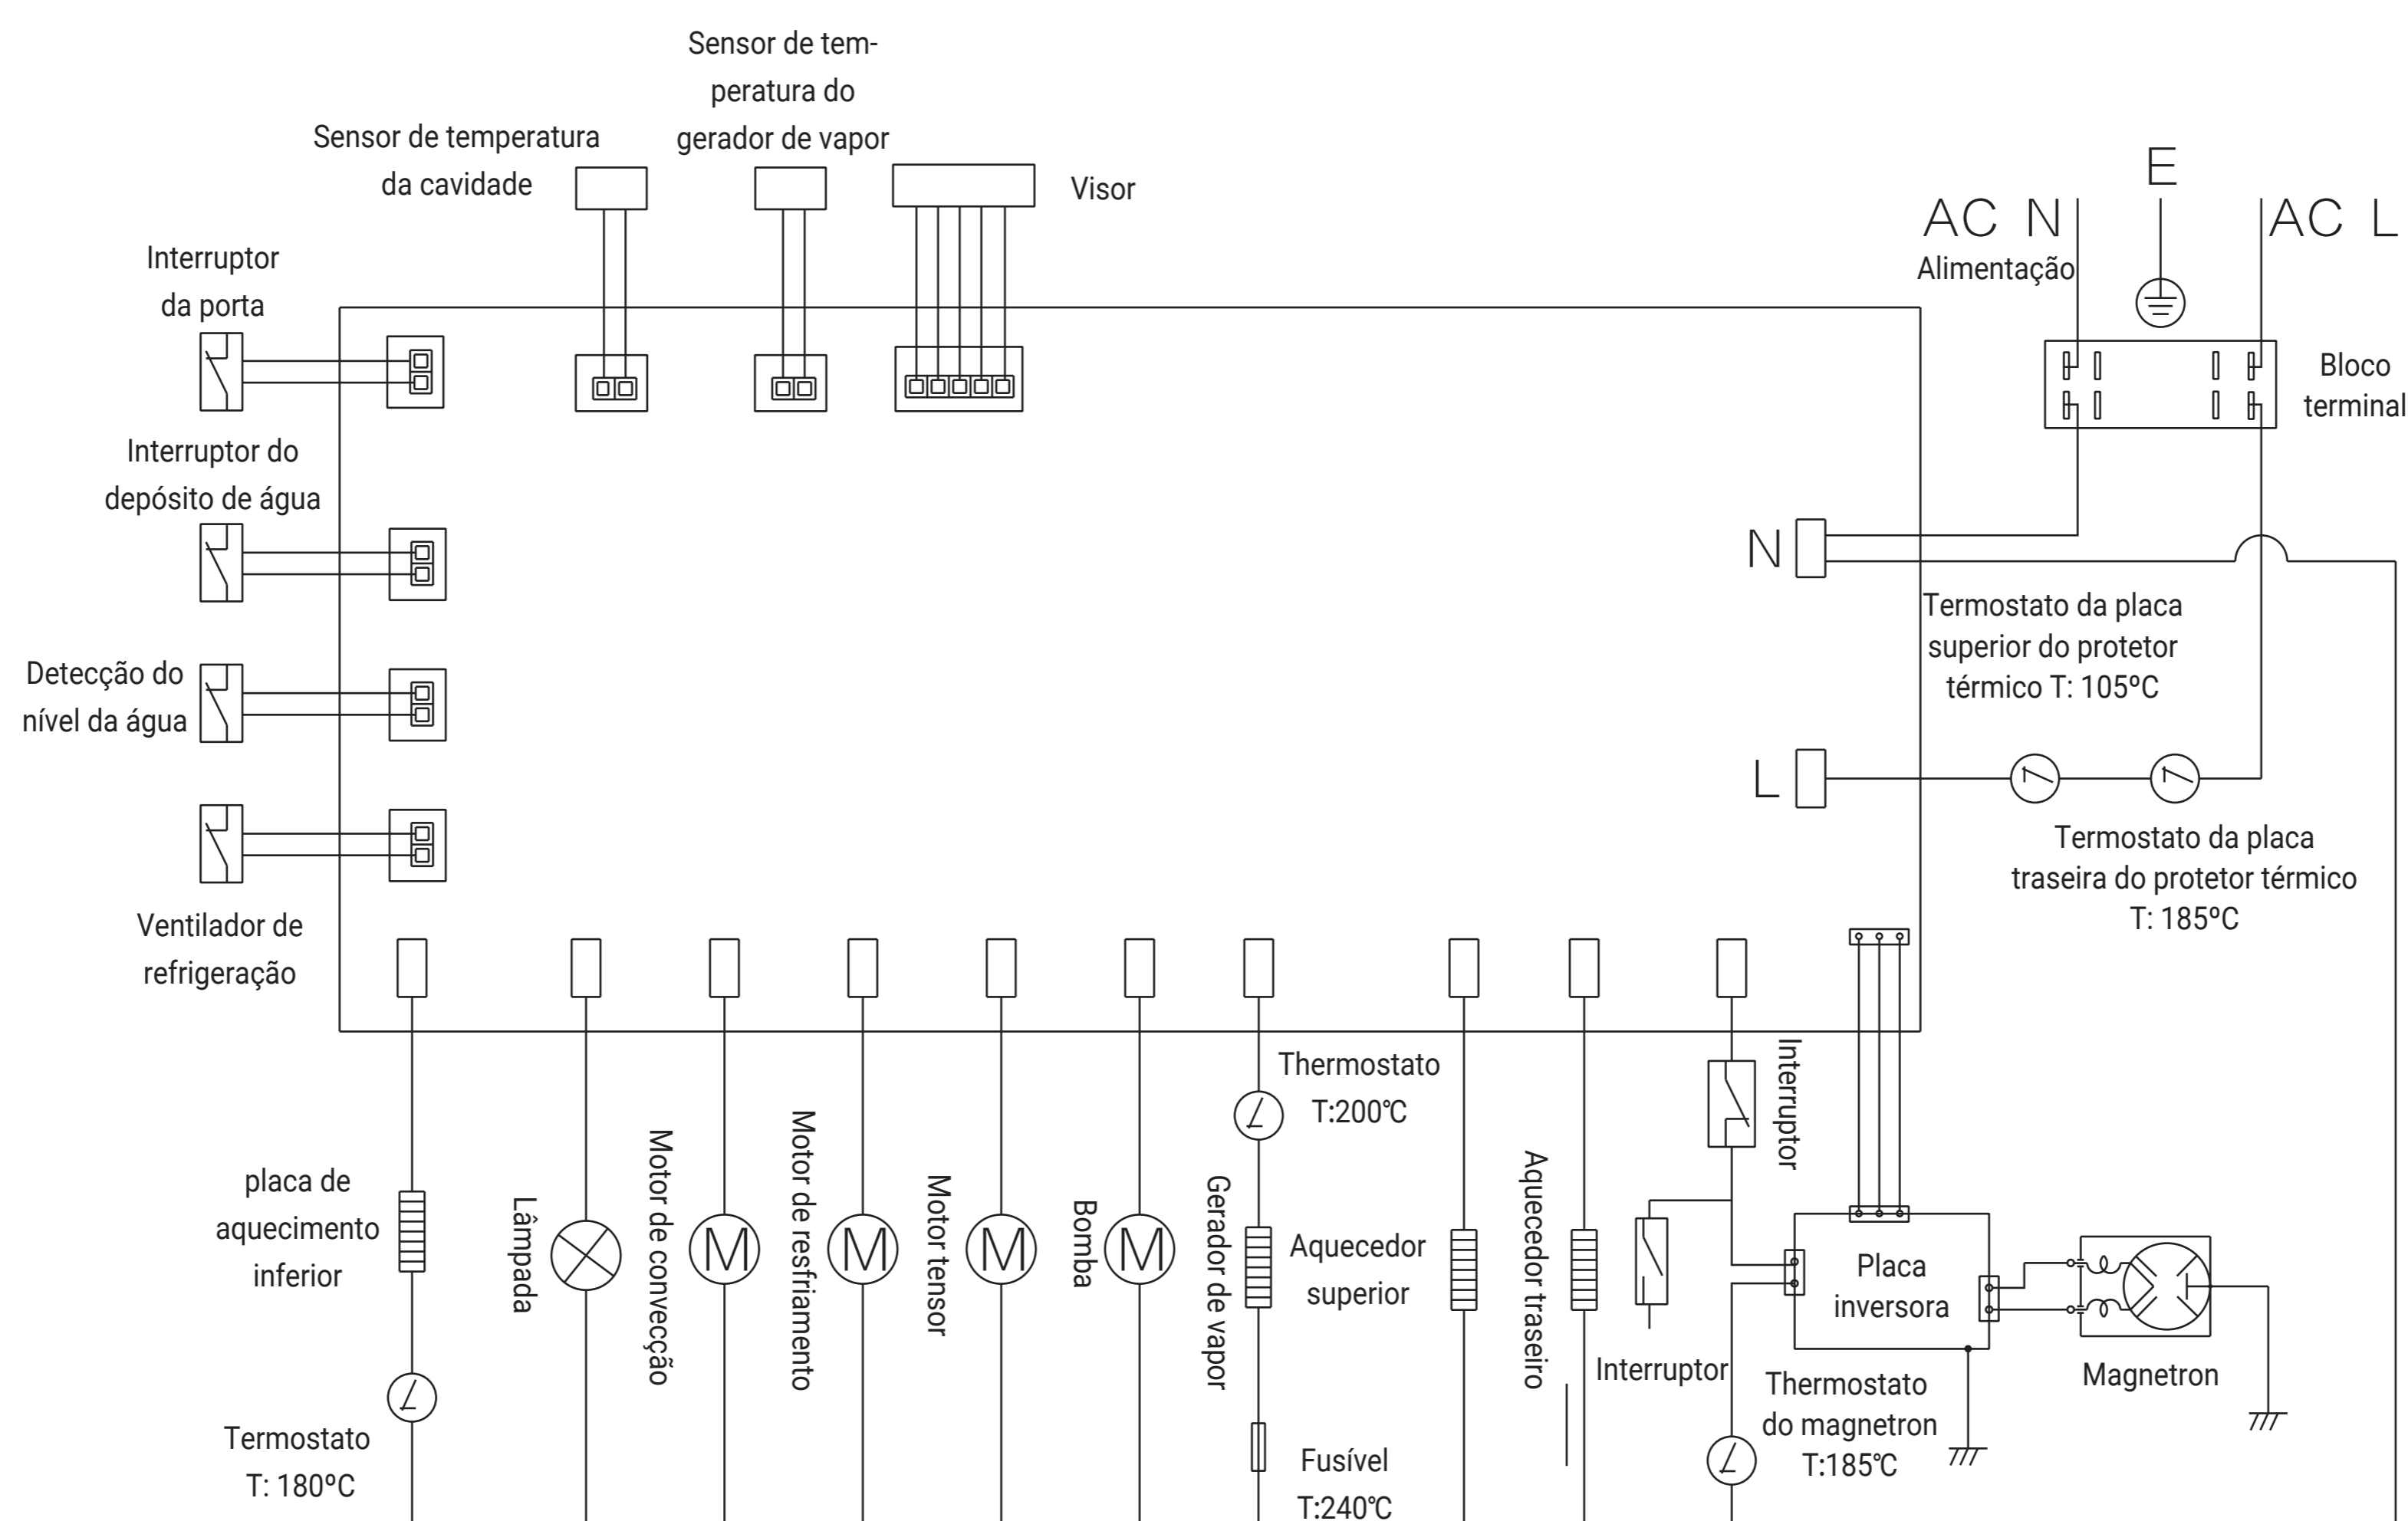 Sensor de tem-
peratura do
gerador de vapor
Sensor de temperatura
da cavidade
Visor
E
AC N
AC L
Alimentação
Bloco
terminal
Interruptor
da porta
Interruptor do
depósito de água
Detecção do
nível da água
Ventilador de
refrigeração
N
Termostato da placa
superior do protetor
térmico T: 105ºC
L
Termostato da placa
traseira do protetor térmico
T: 185ºC
placa de
aquecimento
inferior
Termostato
T: 180ºC
Lâmpada
Motor de convecção
M
Motor de resfriamento
M
Motor tensor
M
Bomba
M
Thermostato
T:200℃
Gerador de vapor
Fusível
T:240℃
Aquecedor
superior
Aquecedor traseiro
Interruptor
Interruptor
Placa
inversora
Thermostato
do magnetron
T:185℃
Magnetron